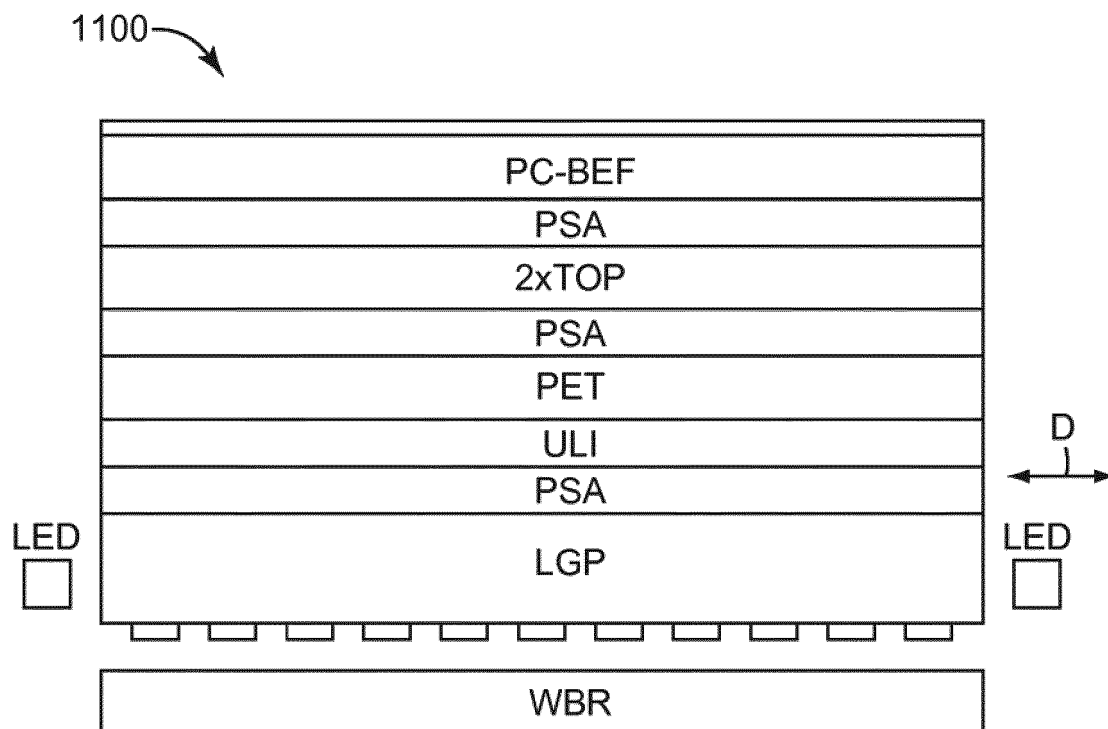 1100
PC-BEF
PSA
2xTOP
PSA
PET
ULI
D
PSA
LED
LED
LGP
WBR